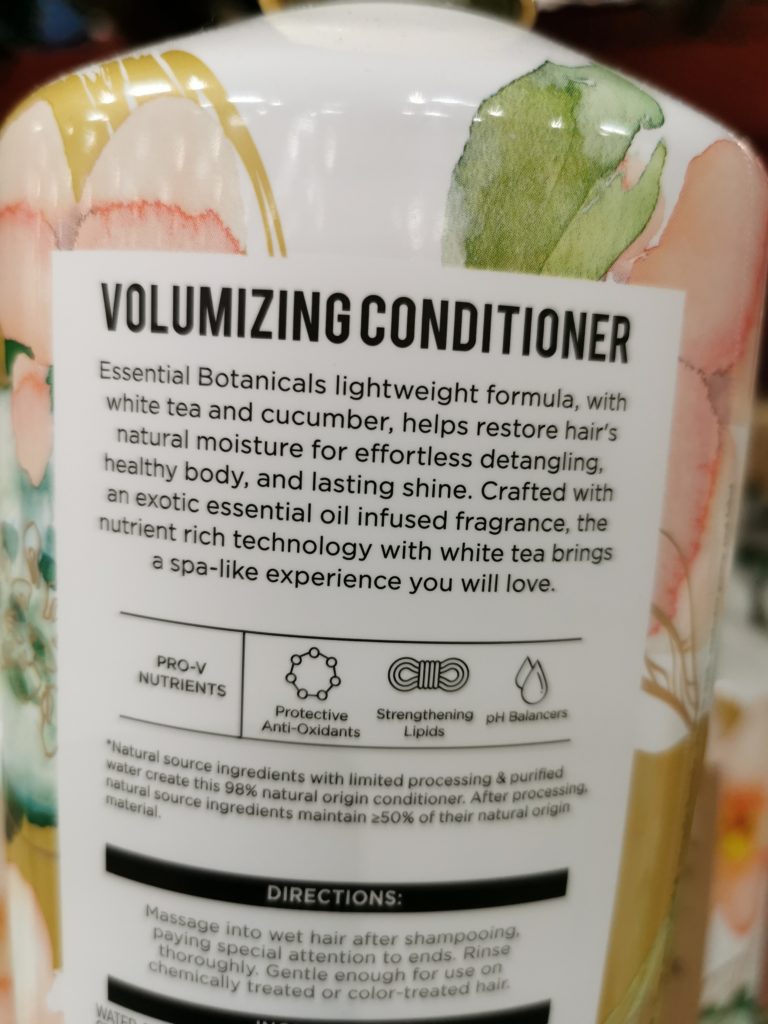 VOLUMIZING CONDITIONER
Essential Botanicals lightweight formula, with
white tea and cucumber, helps restore hair's
natural moisture for effortless detangling,
healthy body, and lasting shine. Crafted with
an exotic essential oil infused fragrance, the
nutrient rich technology with white tea brings
a spa-like experience you will love.
PRO-V
NUTRIENTS
Protective
Anti-Oxidants
Strengthening
Lipids
pH Balancers
*Natural source ingredients with limited processing & purified
water create this 98% natural origin conditioner. After processing,
natural source ingredients maintain ≥50% of their natural origin
material.
DIRECTIONS:
Massage into wet hair after shampooing,
paying special attention to ends. Rinse
thoroughly. Gentle enough for use on
chemically treated or color-treated hair.